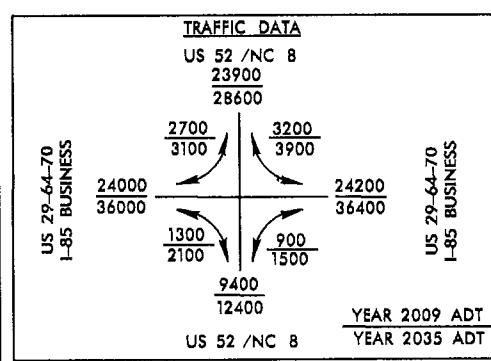 TRAFFIC DATA
US 52 /NC 8
23900
28600
2700
3100
3200
3900
US 29-64-70
I-85 BUSINESS
24000
36000
24200
36400
US 29-64-70
I-85 BUSINESS
1300
2100
900
1500
9400
12400
US 52 /NC 8
YEAR 2009 ADT
YEAR 2035 ADT